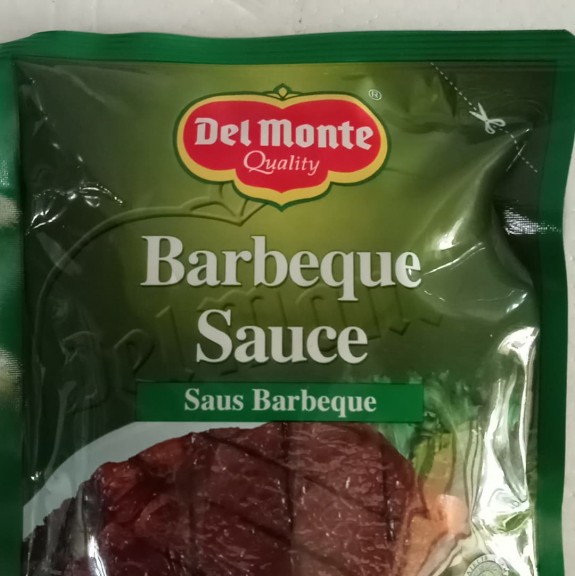 Del Monte
®
Quality
Barbeque
Sauce
Saus Barbeque